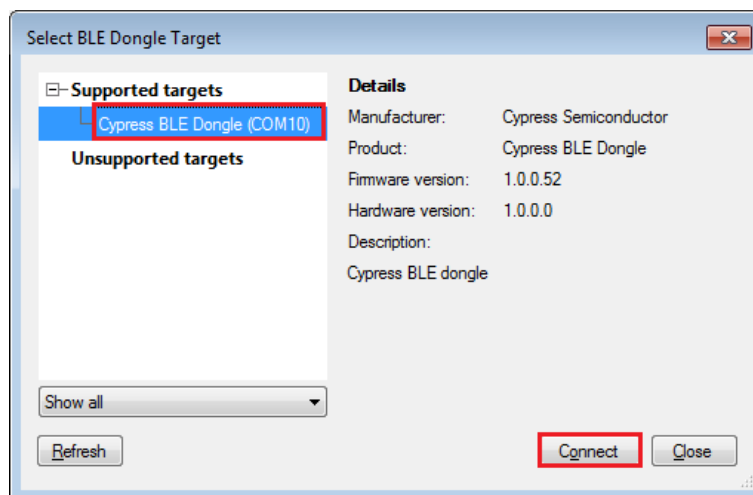 Select BLE Dongle Target
Supported targets
Cypress BLE Dongle (COM10)
Unsupported targets
Show all
Refresh
Details
Manufacturer: Cypress Semiconductor
Product: Cypress BLE Dongle
Firmware version: 1.0.0.52
Hardware version: 1.0.0.0
Description:
Cypress BLE dongle
Connect
Close